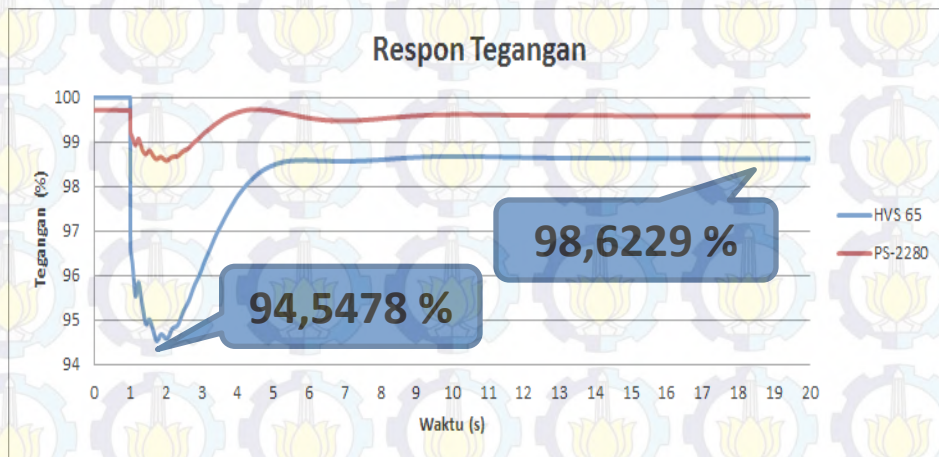 Respon Tegangan
Tegangan (%)
100
99
98
97
96
95
94
98,6229 %
94,5478 %
HVS 65
PS-2280
0 1 2 3 4 5 6 7 8 9 10 11 12 13 14 15 16 17 18 19 20
Waktu (s)